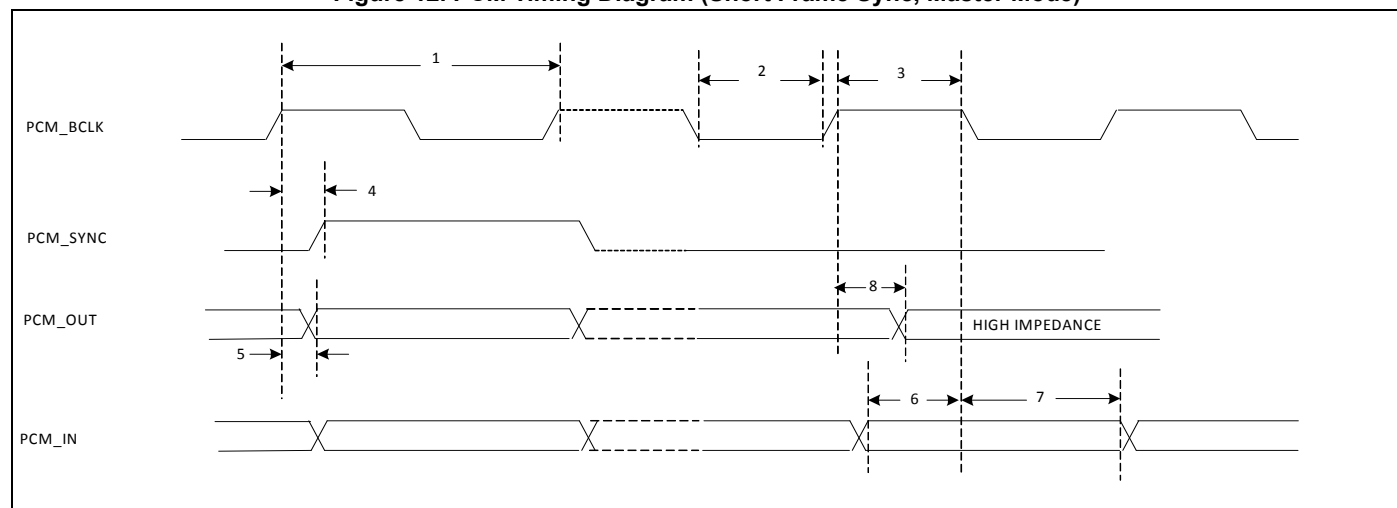 Figure 12. PCM Timing Diagram (Short Frame Sync, Master Mode)
1
2
3
PCM_BCLK
4
PCM_SYNC
8
PCM_OUT
HIGH IMPEDANCE
5
6
7
PCM_IN